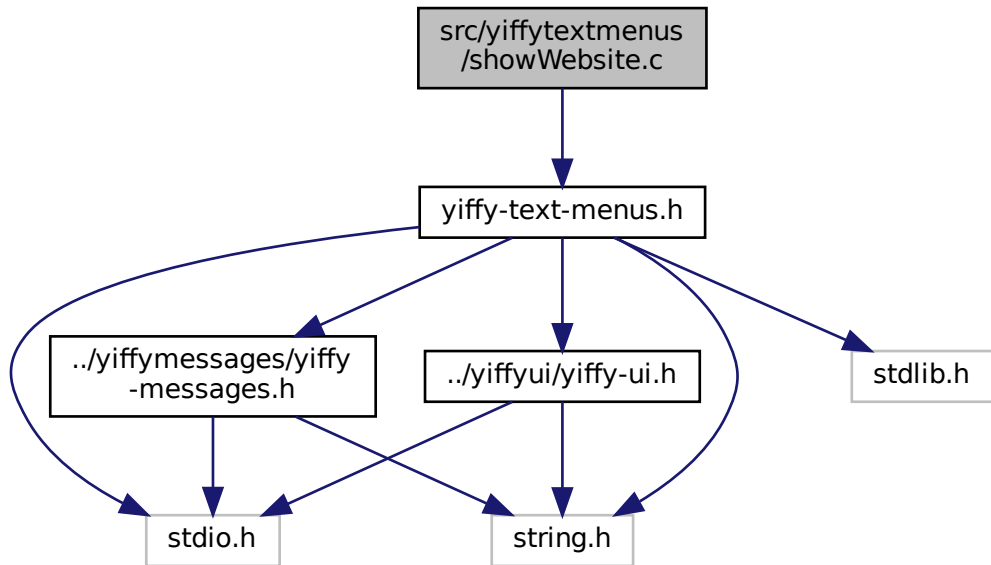 src/yiffytextmenus
/showWebsite.c
yiffy-text-menus.h
../yiffymessages/yiffy
-messages.h
../yiffyui/yiffy-ui.h
stdlib.h
stdio.h
string.h